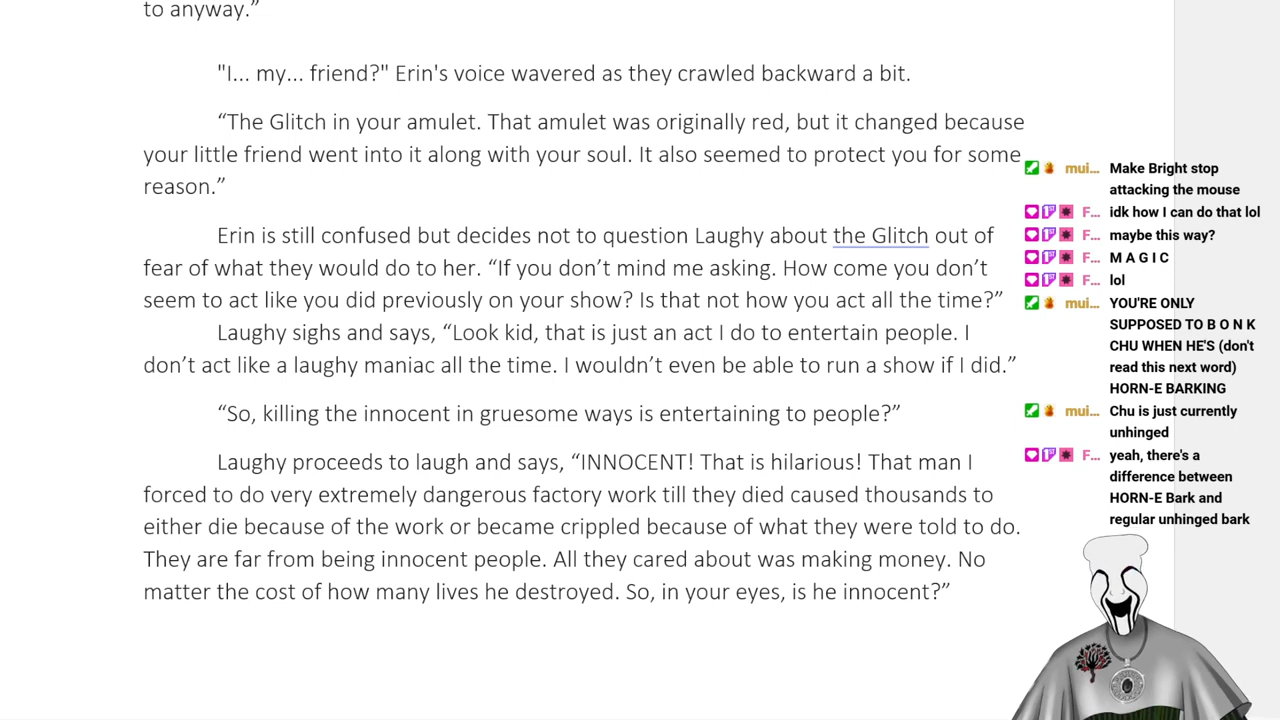 to anyway.”
"I... my... friend?" Erin's voice wavered as they crawled backward a bit.
“The Glitch in your amulet. That amulet was originally red, but it changed because
your little friend went into it along with your soul. It also seemed to protect you for some
reason.”
Erin is still confused but decides not to question Laughy about the Glitch out of
fear of what they would do to her. “If you don’t mind me asking. How come you don’t
seem to act like you did previously on your show? Is that not how you act all the time?”
Laughy sighs and says, “Look kid, that is just an act I do to entertain people. I
don’t act like a laughy maniac all the time. I wouldn’t even be able to run a show if I did.”
“So, killing the innocent in gruesome ways is entertaining to people?”
Laughy proceeds to laugh and says, “INNOCENT! That is hilarious! That man I
forced to do very extremely dangerous factory work till they died caused thousands to
either die because of the work or became crippled because of what they were told to do.
They are far from being innocent people. All they cared about was making money. No
matter the cost of how many lives he destroyed. So, in your eyes, is he innocent?”
mui... Make Bright stop
attacking the mouse
F... idk how I can do that lol
F... maybe this way?
F... M A G I C
F... lol
mui... YOU'RE ONLY
SUPPOSED TO B O N K
CHU WHEN HE'S (don't
read this next word)
HORN-E BARKING
mui... Chu is just currently
unhinged
F... yeah, there's a
difference between
HORN-E Bark and
regular unhinged bark